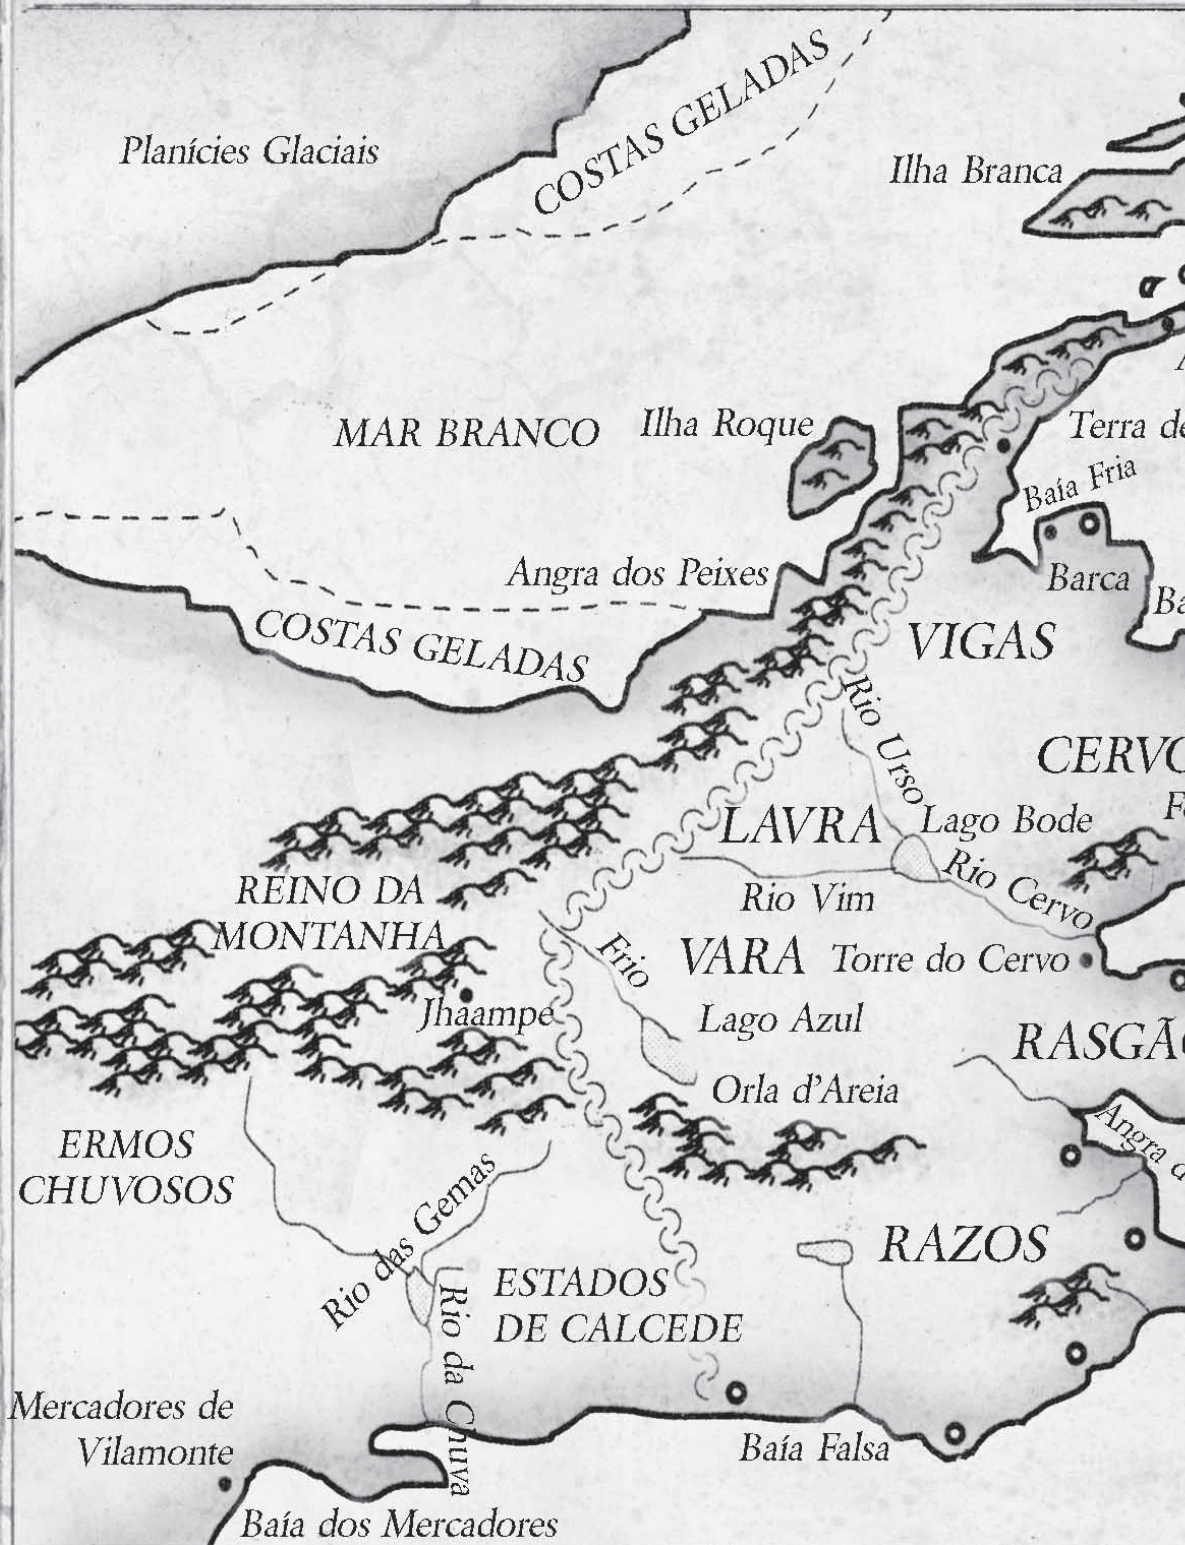 COSTAS GELADAS
Planícies Glaciais
Ilha Branca
MAR BRANCO
Ilha Roque
Terra de
Baía Fria
Angra dos Peixes
Barca
COSTAS GELADAS
VIGAS
Rio Urso
LAVRA
Lago Bode
REINO DA
MONTANHA
Rio Vim
Rio Cervo
Frio
VARA
Torre do Cervo
Jhaampe
Lago Azul
Orla d'Areia
ERMOS
CHUVOSOS
Angra
Rio das Gemas
RAZOS
ESTADOS
DE CALCEDE
Rio da Chuva
Mercadores de
Vilamonte
Baía Falsa
Baía dos Mercadores